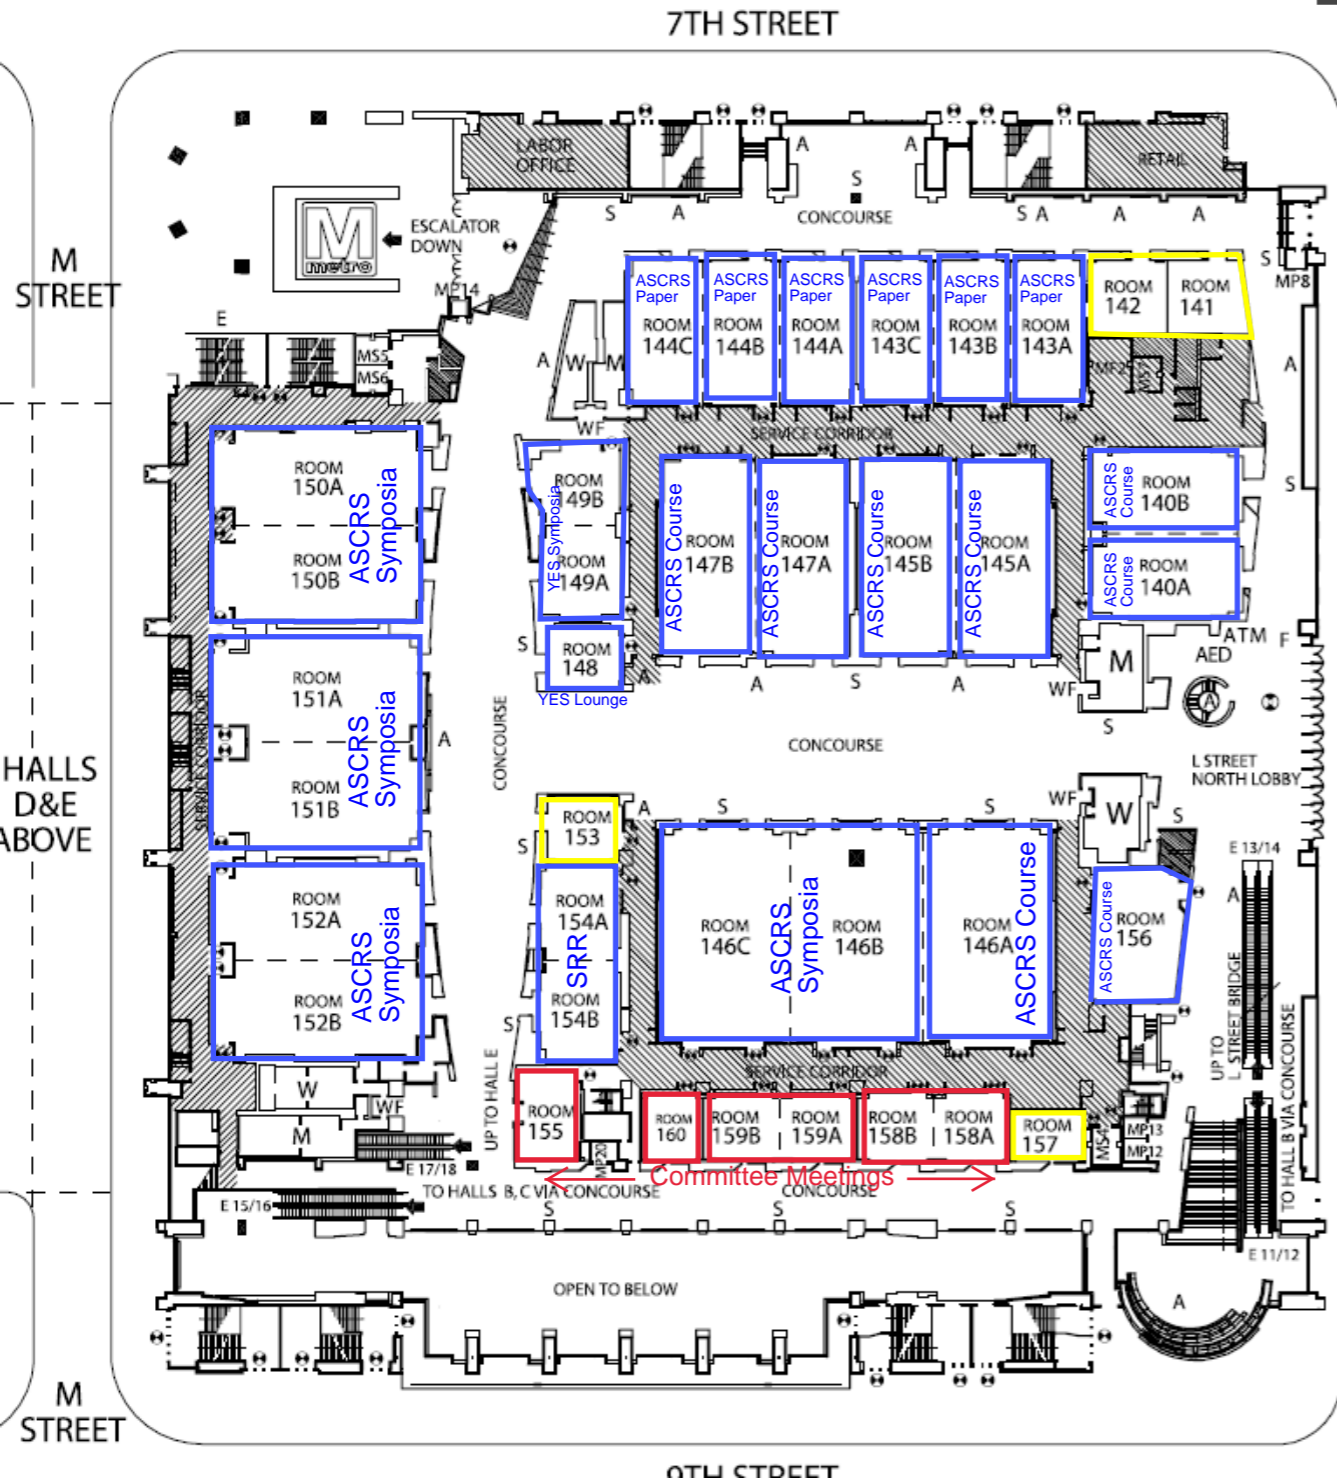 7TH STREET
LABOR
OFFICE
A
A
RETAIL
S
S
A
CONCOURSE
S A
A
A
M
metro
ESCALATOR
DOWN
M
STREET
MP14
S
MP8
E
MS5
MS6
A
W
M
WF
ASCRS
Paper
ROOM
144C
ASCRS
Paper
ROOM
144B
ASCRS
Paper
ROOM
144A
ASCRS
Paper
ROOM
143C
ASCRS
Paper
ROOM
143B
ASCRS
Paper
ROOM
143A
ROOM
142
ROOM
141
A
SERVICE CORRIDOR
ROOM
150A
ROOM
150B
ASCRS
Symposia
ROOM
149B
ROOM
149A
YES Symposia
ASCRS Course
ROOM
147B
ASCRS Course
ROOM
147A
ASCRS Course
ROOM
145B
ASCRS Course
ROOM
145A
ASCRS
Course
ROOM
140B
ASCRS
Course
ROOM
140A
S
S
ROOM
148
YES Lounge
A
A
S
A
WF
M
S
ATM
AED
F
A
ROOM
151A
ROOM
151B
ASCRS
Symposia
A
SERVICE CORRIDOR
CONCOURSE
CONCOURSE
L STREET
NORTH LOBBY
HALLS
D&E
ABOVE
ROOM
153
S
A
S
S
WF
W
S
E 13/14
A
ROOM
152A
ROOM
152B
ASCRS
Symposia
ROOM
154A
SRR
ROOM
154B
S
ROOM
146C
ASCRS
Symposia
ROOM
146B
ROOM
146A
ASCRS Course
ASCRS Course
ROOM
156
UP TO
L STREET BRIDGE
TO HALL B VIA CONCOURSE
SERVICE CORRIDOR
W
WF
M
UP TO HALL E
E 17/18
ROOM
155
MP20
ROOM
160
ROOM
159B
ROOM
159A
ROOM
158B
ROOM
158A
ROOM
157
MP13
MP12
Committee Meetings
TO HALLS B, C VIA CONCOURSE
CONCOURSE
E 15/16
S
S
S
E 11/12
OPEN TO BELOW
A
M
STREET
9TH STREET